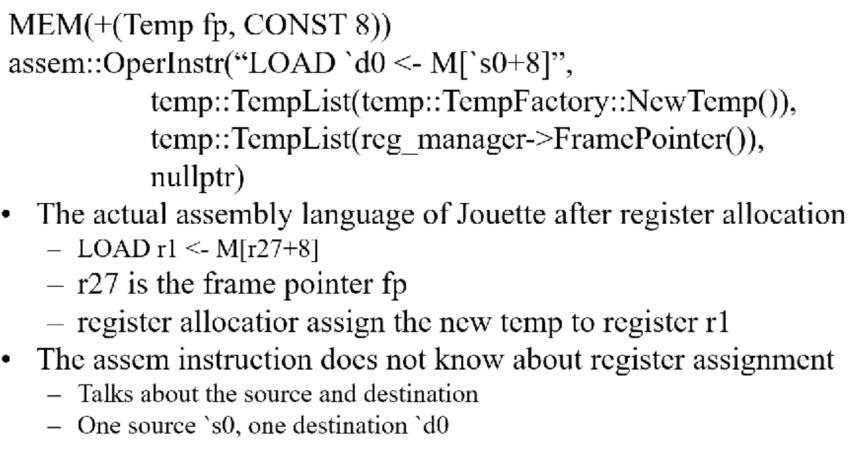 MEM(+(Temp fp, CONST 8))
assem::OperInstr(“LOAD `d0 <- M[`s0+8]”,
temp::TempList(temp::TempFactory::NewTemp()),
temp::TempList(reg_manager->FramePointer()),
nullptr)
• The actual assembly language of Jouette after register allocation
– LOAD r1 <- M[r27+8]
– r27 is the frame pointer fp
– register allocatior assign the new temp to register r1
• The assem instruction does not know about register assignment
– Talks about the source and destination
– One source `s0, one destination `d0